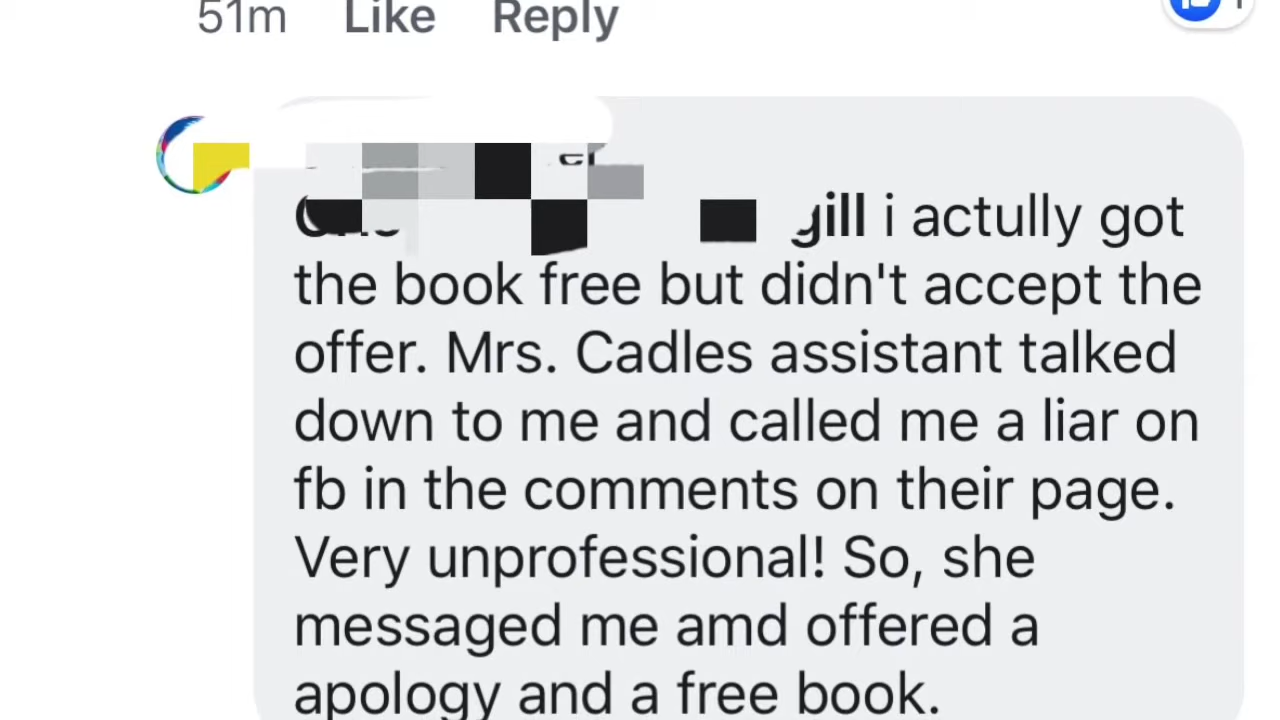 51m Like Reply
i actully got
the book free but didn't accept the
offer. Mrs. Cadles assistant talked
down to me and called me a liar on
fb in the comments on their page.
Very unprofessional! So, she
messaged me amd offered a
apology and a free book.